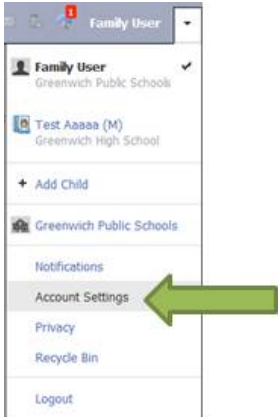 1
Family User
Family User
Greenwich Public Schools
Test Aaaaa (M)
Greenwich High School
+ Add Child
Greenwich Public Schools
Notifications
Account Settings
Privacy
Recycle Bin
Logout